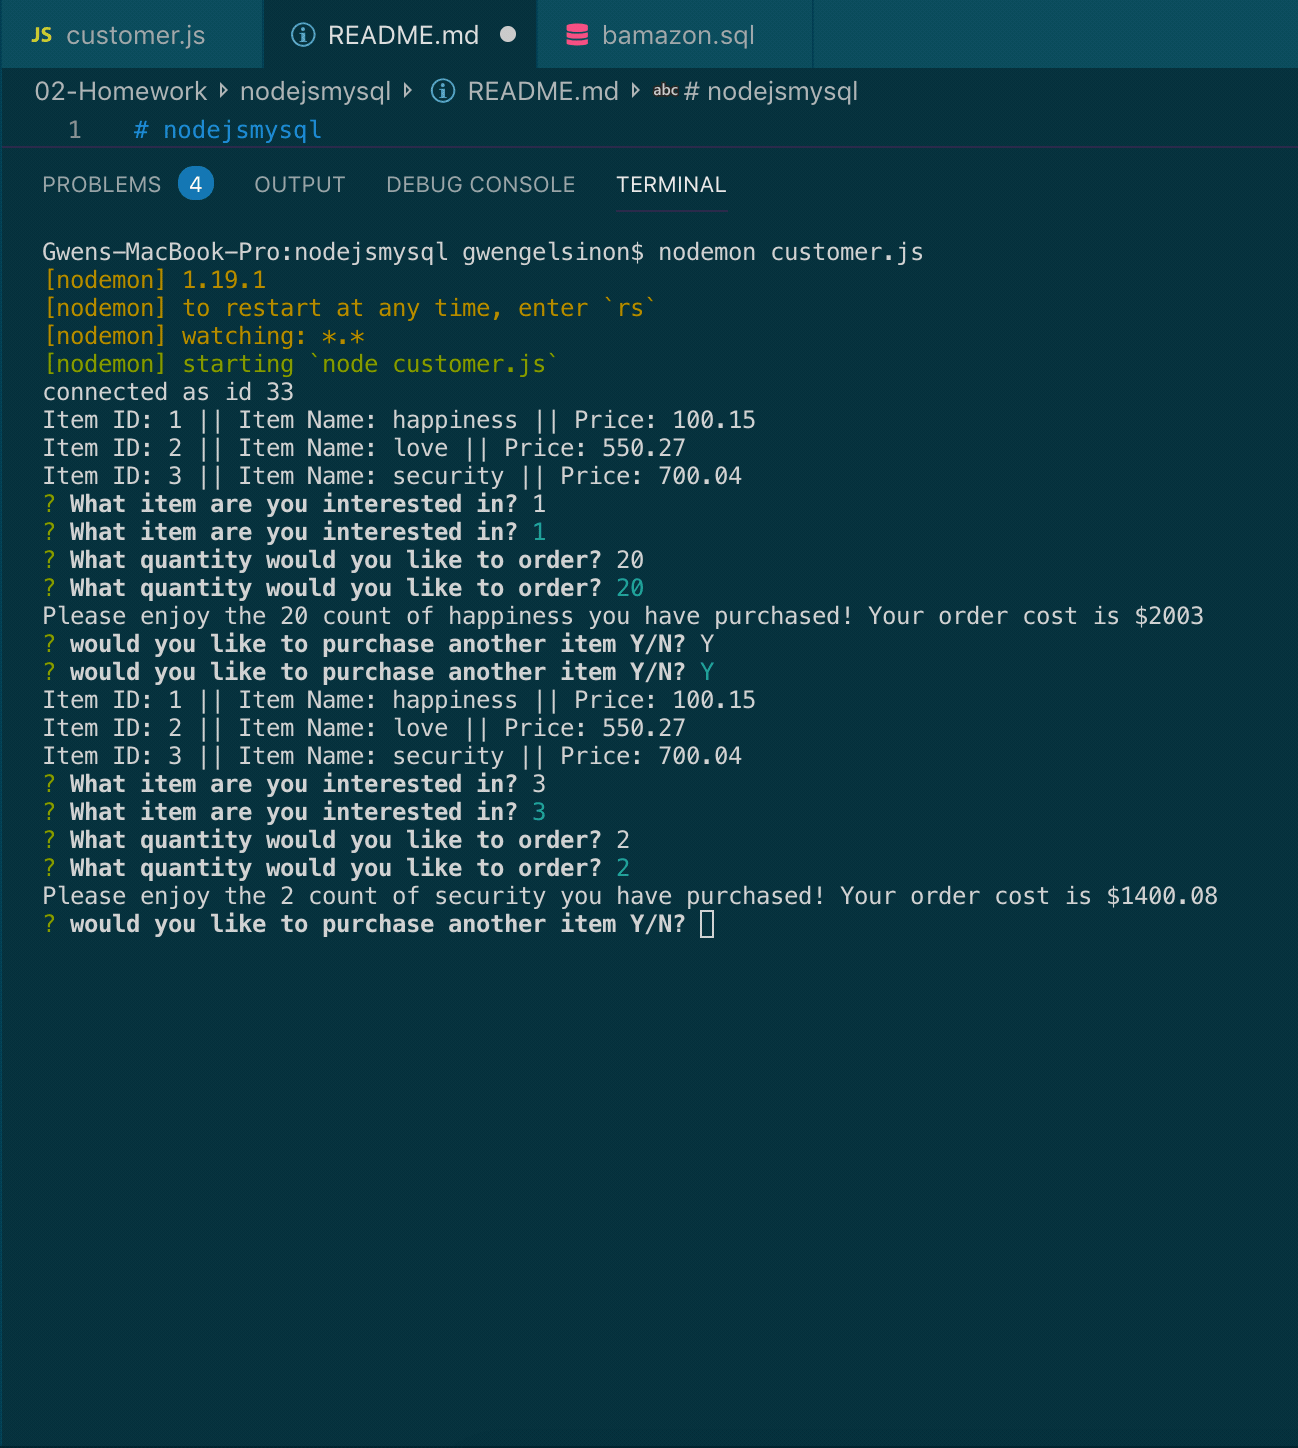 JS customer.js README.md bamazon.sql
02-Homework nodejsmysql README.md abc # nodejsmysql
1 # nodejsmysql
PROBLEMS 4 OUTPUT DEBUG CONSOLE TERMINAL
Gwens-MacBook-Pro:nodejsmysql gwengelsinon$ nodemon customer.js
[nodemon] 1.19.1
[nodemon] to restart at any time, enter `rs`
[nodemon] watching: *.*
[nodemon] starting `node customer.js`
connected as id 33
Item ID: 1 || Item Name: happiness || Price: 100.15
Item ID: 2 || Item Name: love || Price: 550.27
Item ID: 3 || Item Name: security || Price: 700.04
? What item are you interested in? 1
? What item are you interested in? 1
? What quantity would you like to order? 20
? What quantity would you like to order? 20
Please enjoy the 20 count of happiness you have purchased! Your order cost is $2003
? would you like to purchase another item Y/N? Y
? would you like to purchase another item Y/N? Y
Item ID: 1 || Item Name: happiness || Price: 100.15
Item ID: 2 || Item Name: love || Price: 550.27
Item ID: 3 || Item Name: security || Price: 700.04
? What item are you interested in? 3
? What item are you interested in? 3
? What quantity would you like to order? 2
? What quantity would you like to order? 2
Please enjoy the 2 count of security you have purchased! Your order cost is $1400.08
? would you like to purchase another item Y/N?